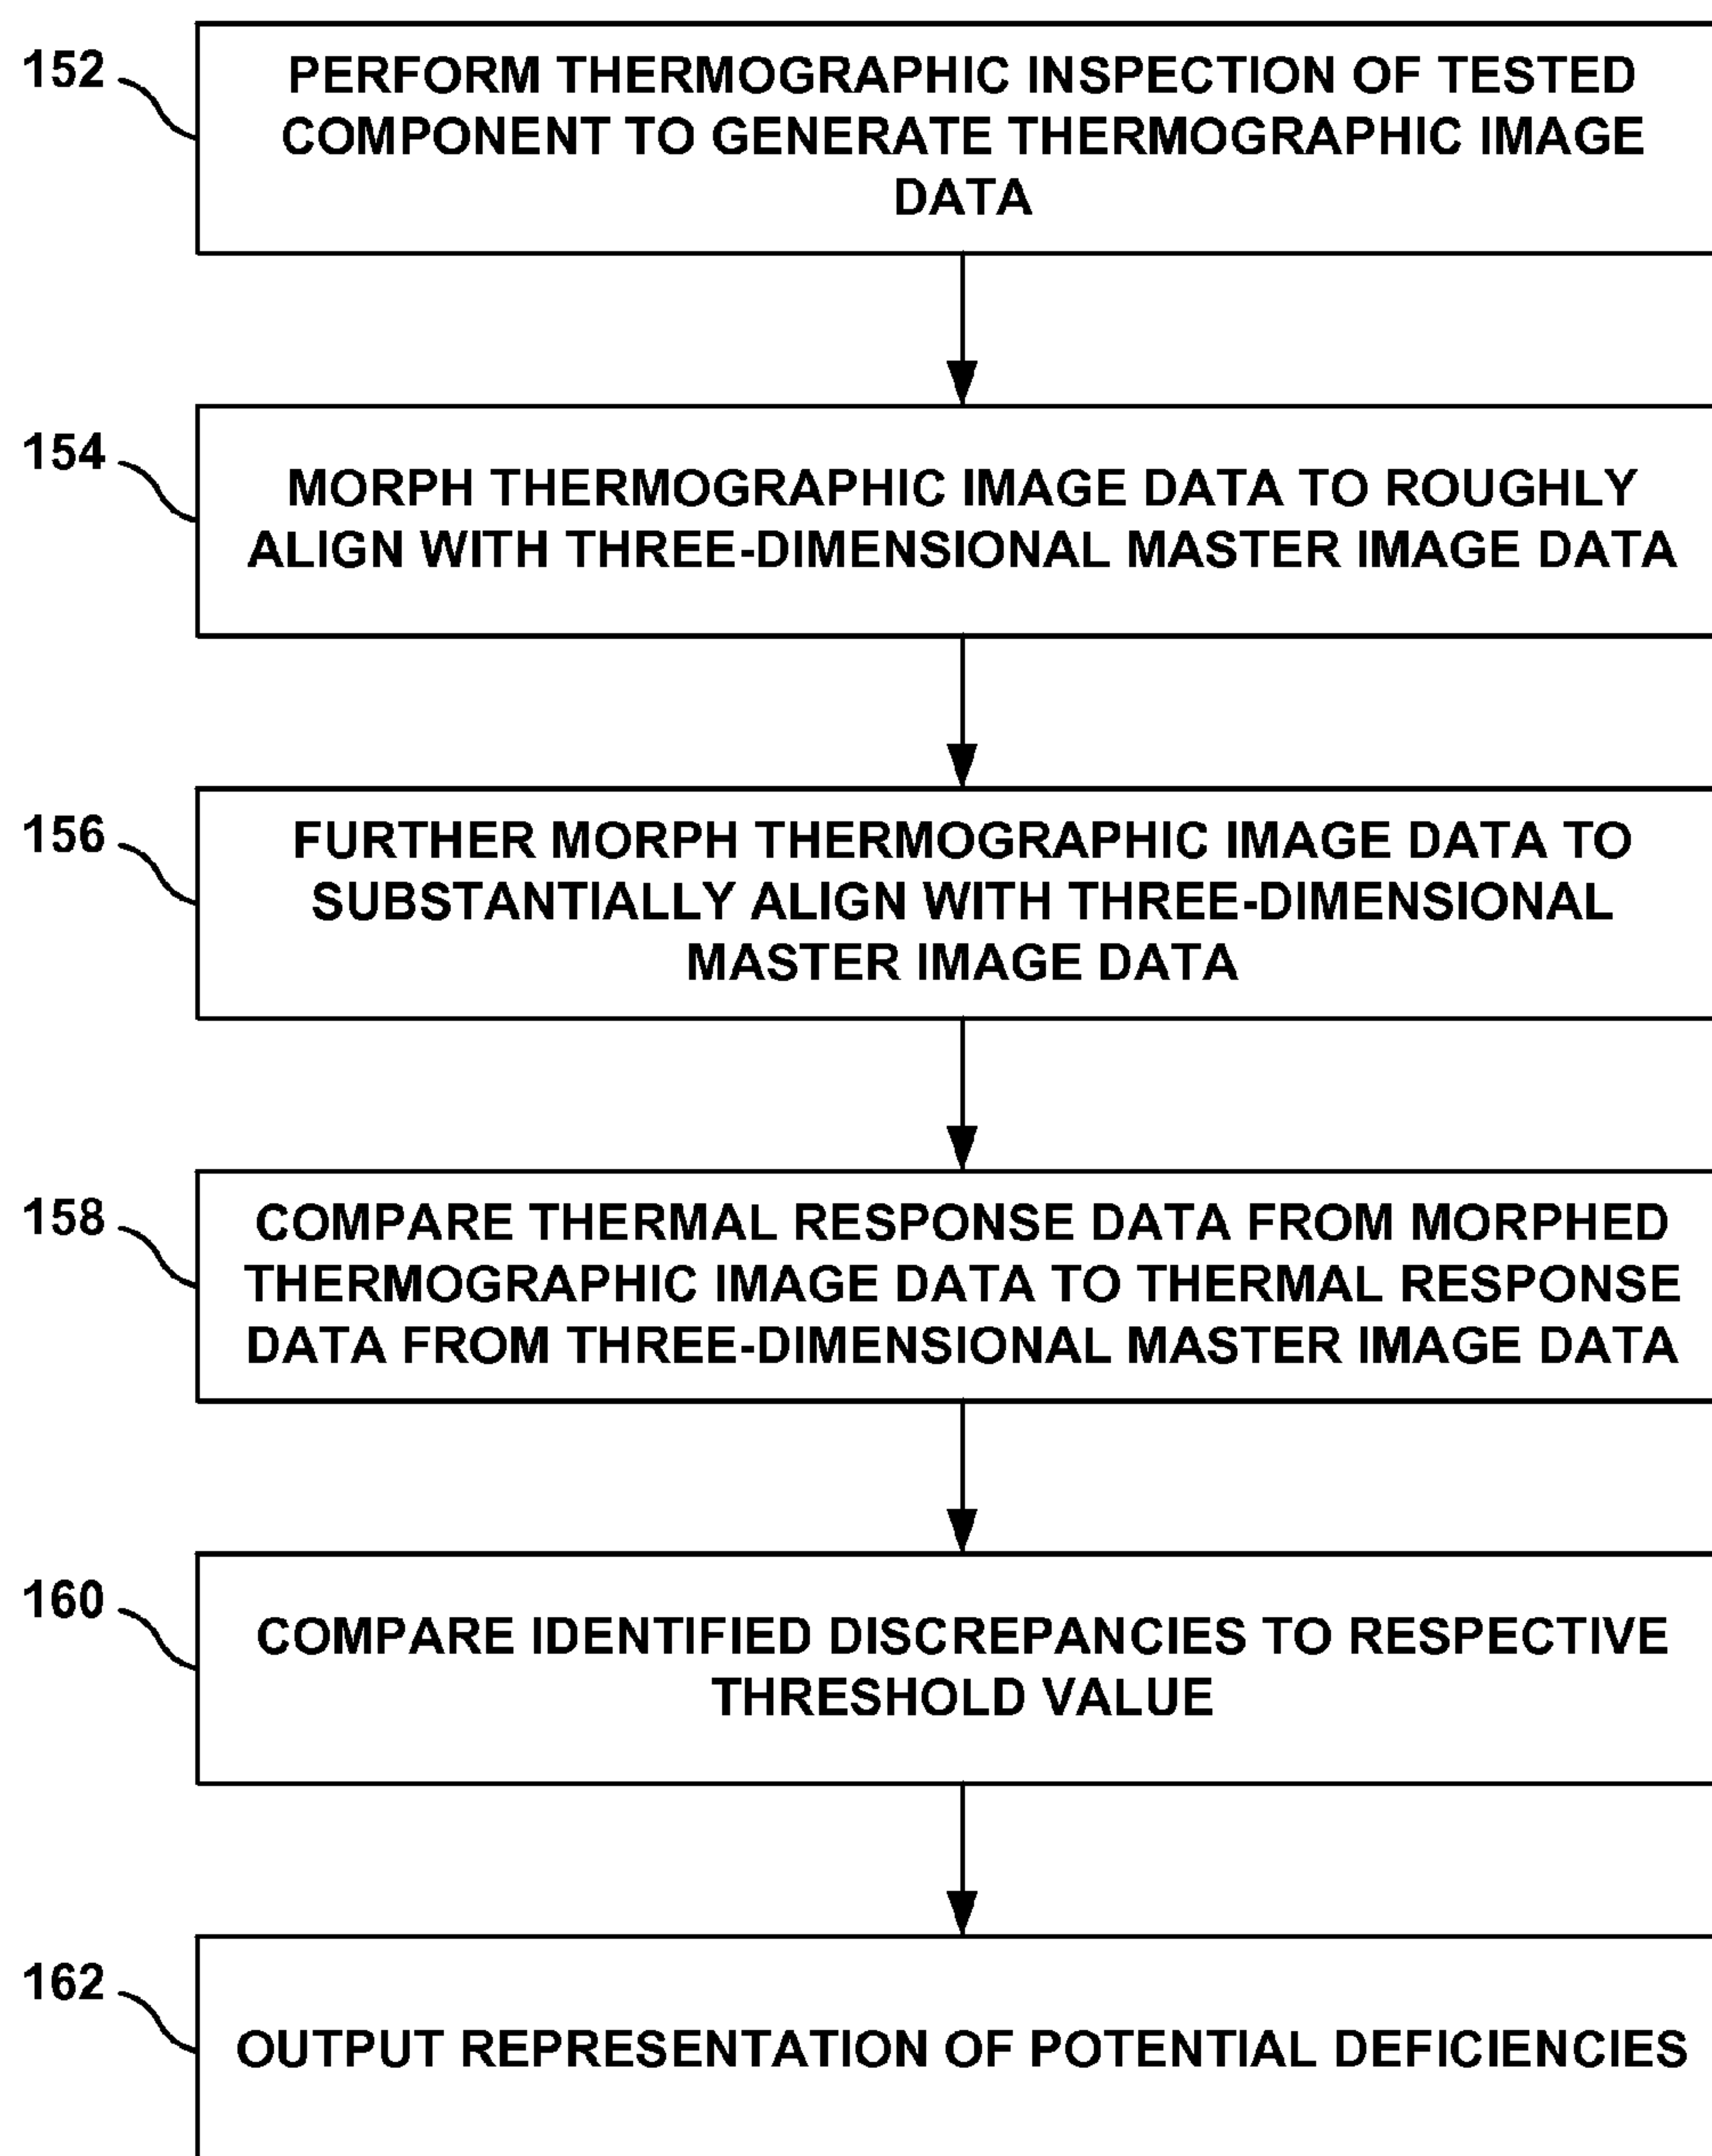 152
PERFORM THERMOGRAPHIC INSPECTION OF TESTED
COMPONENT TO GENERATE THERMOGRAPHIC IMAGE
DATA
154
MORPH THERMOGRAPHIC IMAGE DATA TO ROUGHLY
ALIGN WITH THREE-DIMENSIONAL MASTER IMAGE DATA
156
FURTHER MORPH THERMOGRAPHIC IMAGE DATA TO
SUBSTANTIALLY ALIGN WITH THREE-DIMENSIONAL
MASTER IMAGE DATA
158
COMPARE THERMAL RESPONSE DATA FROM MORPHED
THERMOGRAPHIC IMAGE DATA TO THERMAL RESPONSE
DATA FROM THREE-DIMENSIONAL MASTER IMAGE DATA
160
COMPARE IDENTIFIED DISCREPANCIES TO RESPECTIVE
THRESHOLD VALUE
162
OUTPUT REPRESENTATION OF POTENTIAL DEFICIENCIES